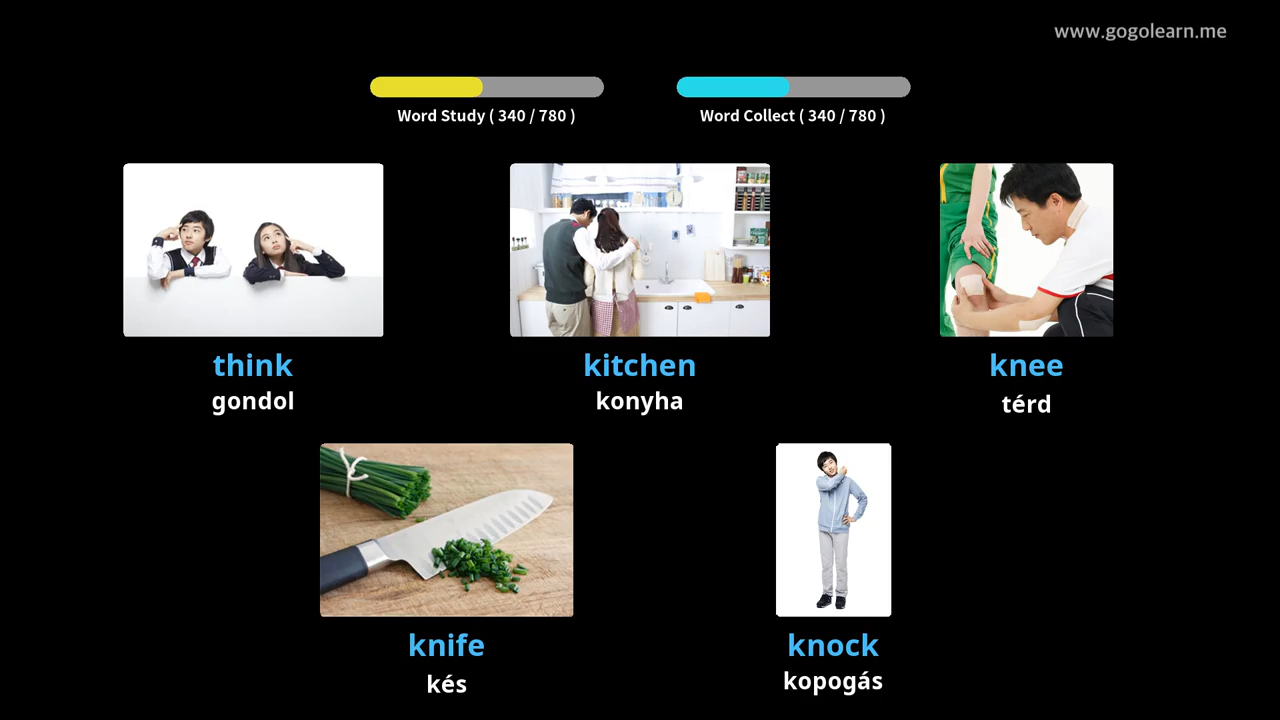 www.gogolearn.me
Word Study ( 340 / 780 )
Word Collect ( 340 / 780 )
think
gondol
kitchen
konyha
knee
térd
knife
kés
knock
kopogás